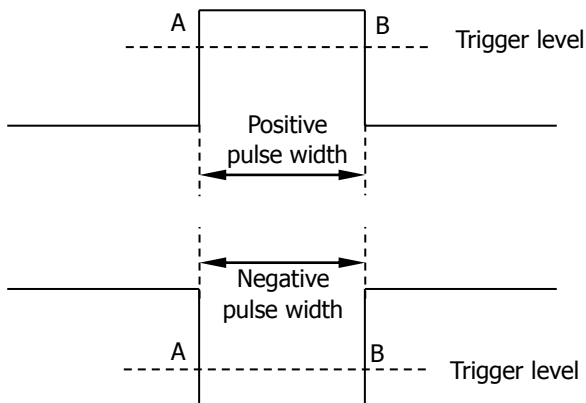 A
B
Trigger level
Positive
pulse width
Negative
pulse width
A
B
Trigger level